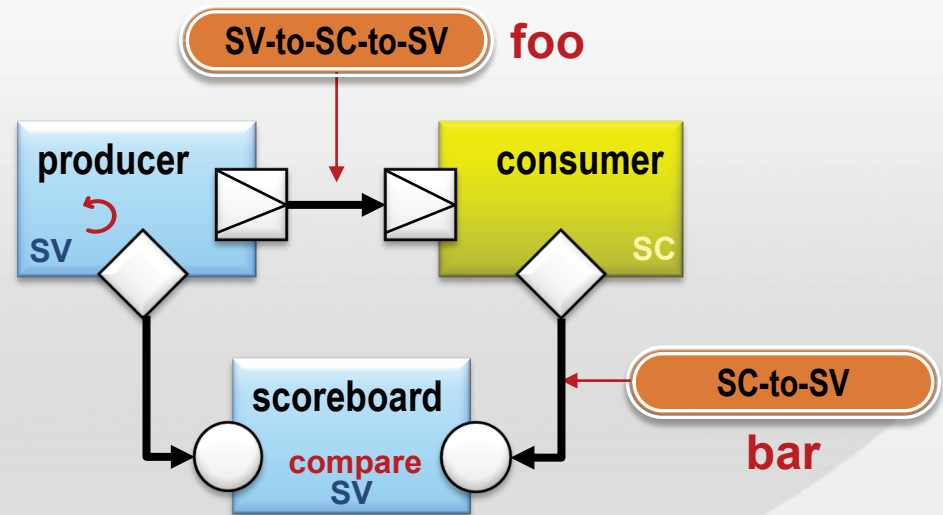 SV-to-SC-to-SV
foo
producer
SV
consumer
SC
scoreboard
compare
SV
SC-to-SV
bar